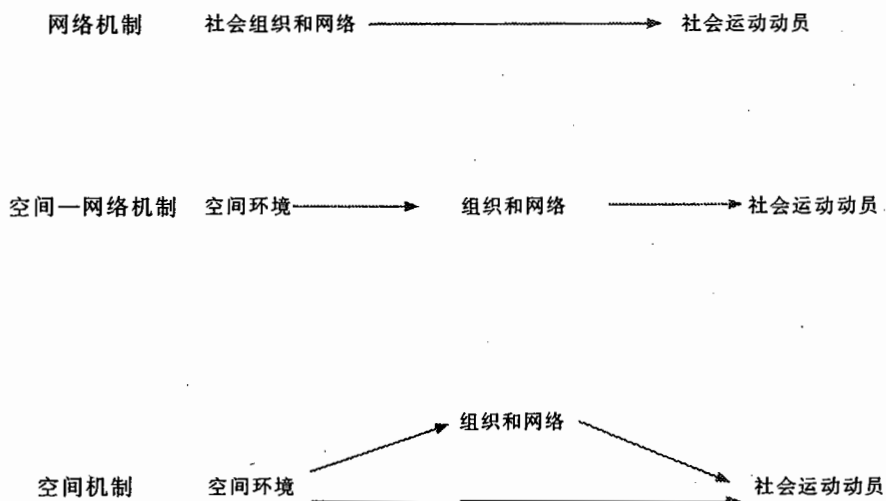 网络机制 社会组织和网络 社会运动动员
空间—网络机制 空间环境 组织和网络 社会运动动员
组织和网络
空间机制 空间环境 社会运动动员